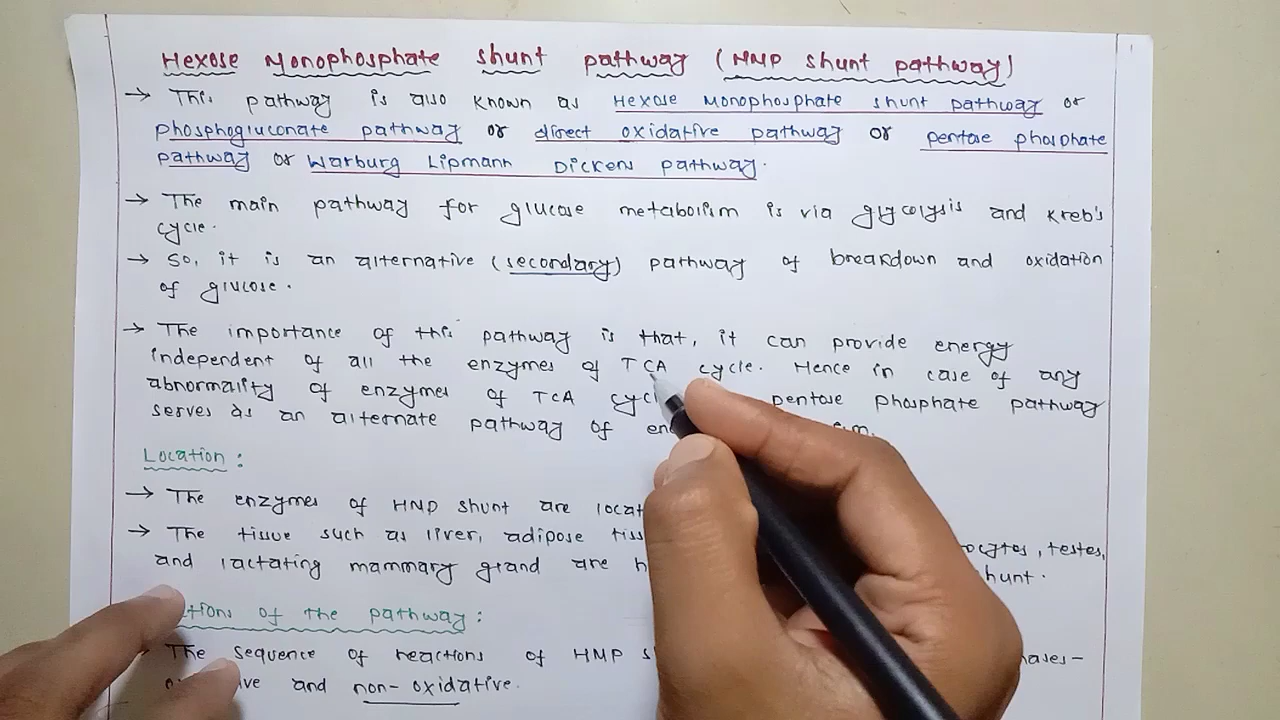 Hexose Monophosphate shunt pathway (HMP shunt pathway)
→ This pathway is also known as Hexose Monophosphate shunt pathway or
phosphogluconate pathway or direct oxidative pathway or pentose phosphate
pathway or Warburg Lipmann Dickens pathway.
→ The main pathway for glucose metabolism is via glycolysis and Kreb's
cycle.
→ So, it is an alternative (secondary) pathway of breakdown and oxidation
of glucose.
→ The importance of this pathway is that, it can provide energy
independent of all the enzymes of TCA cycle. Hence in case of any
abnormality of enzymes of TCA pentose phosphate pathway
serves as an alternate pathway of
Location:
→ The enzymes of HMP shunt are
→ The tissue such as liver, adipose testes,
and lactating mammary gland are shunt.
of the pathway:
→ The sequence of reactions of HMP
and non-oxidative.